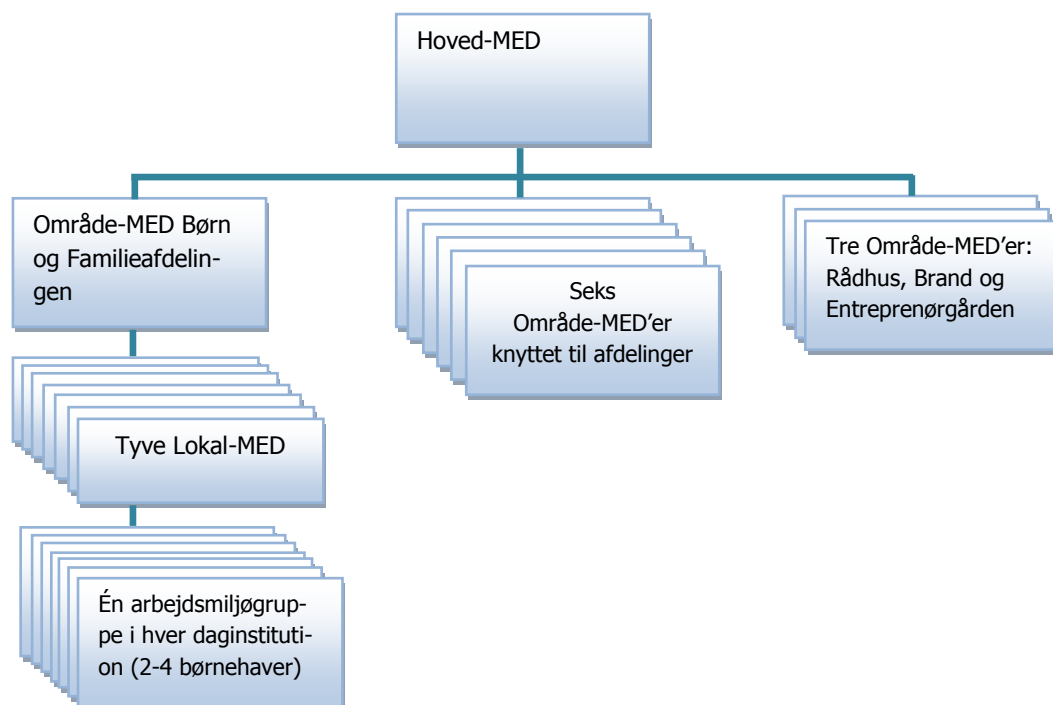 Hoved-MED
Område-MED Børn
og Familieafdelin-
gen
Seks
Område-MED’er
knyttet til afdelinger
Tre Område-MED’er:
Rådhus, Brand og
Entreprenørgården
Tyve Lokal-MED
Én arbejdsmiljøgrup-
pe i hver daginstituti-
on (2-4 børnehaver)